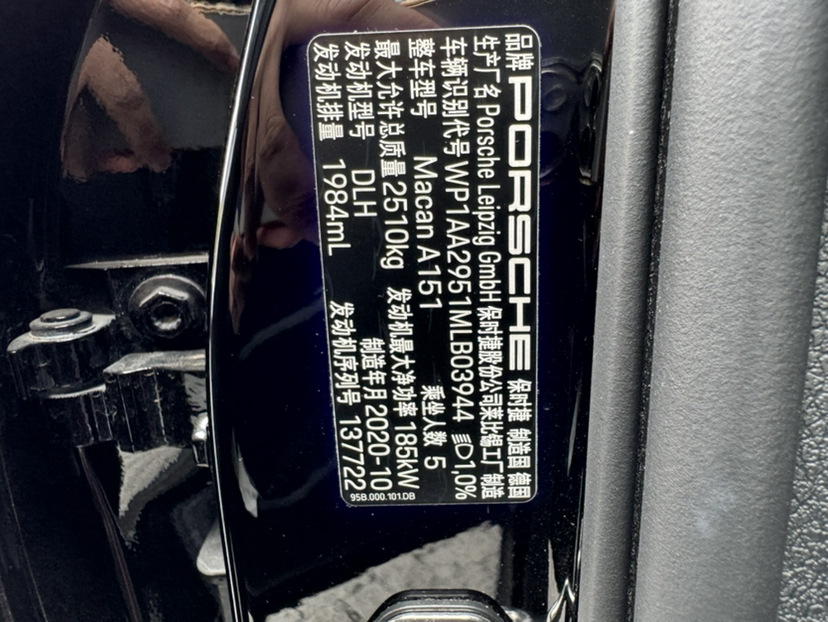 品牌 PORSCHE 保时捷 制造国 德国
生产厂名 Porsche Leipzig GmbH 保时捷股份公司莱比锡工厂制造
车辆识别代号 WP1AA2951MLB03944 1,0%
整车型号 Macan A151 乘坐人数 5
最大允许总质量 2510kg 发动机最大净功率 185kW
发动机型号 DLH 制造年月 2020-10
发动机排量 1984mL 发动机序列号 137722
95B.000.101.DB